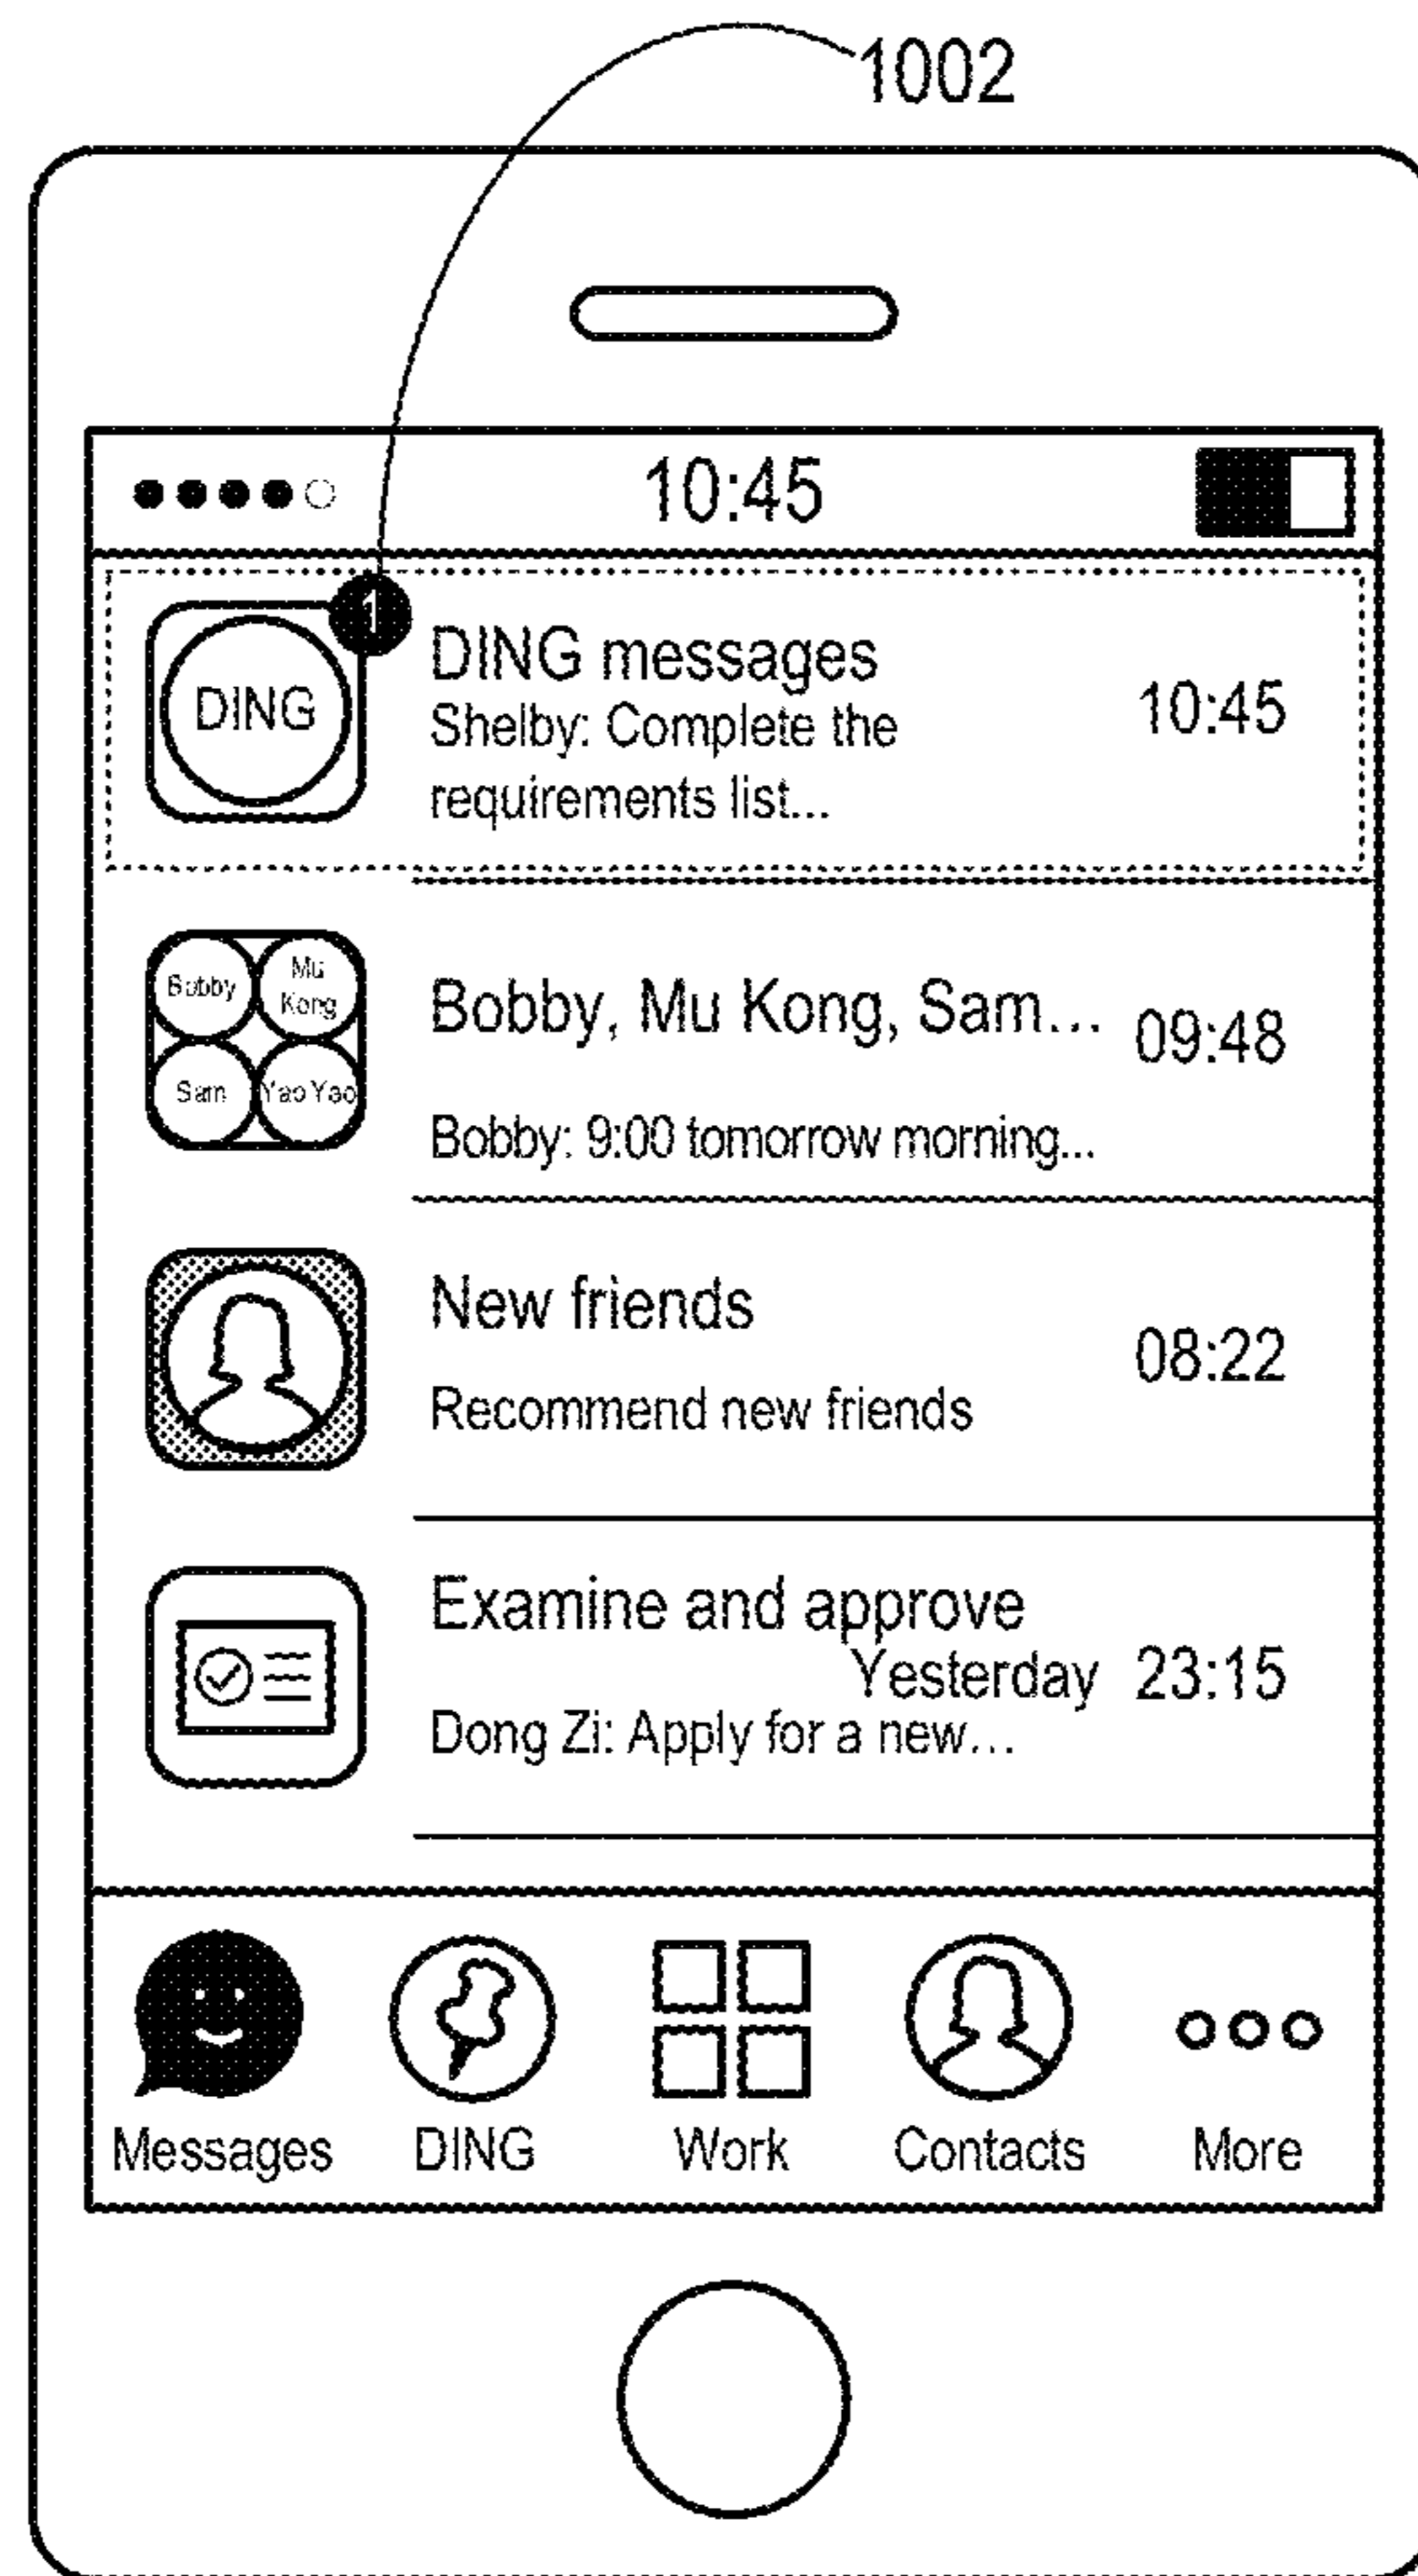 1002
10:45
1
DING
DING messages
Shelby: Complete the
requirements list...
10:45
Bobby
Mu
Kong
Sam
Yao Yao
Bobby, Mu Kong, Sam...
09:48
Bobby: 9:00 tomorrow morning...
New friends
08:22
Recommend new friends
Examine and approve
Yesterday 23:15
Dong Zi: Apply for a new...
Messages
DING
Work
Contacts
More